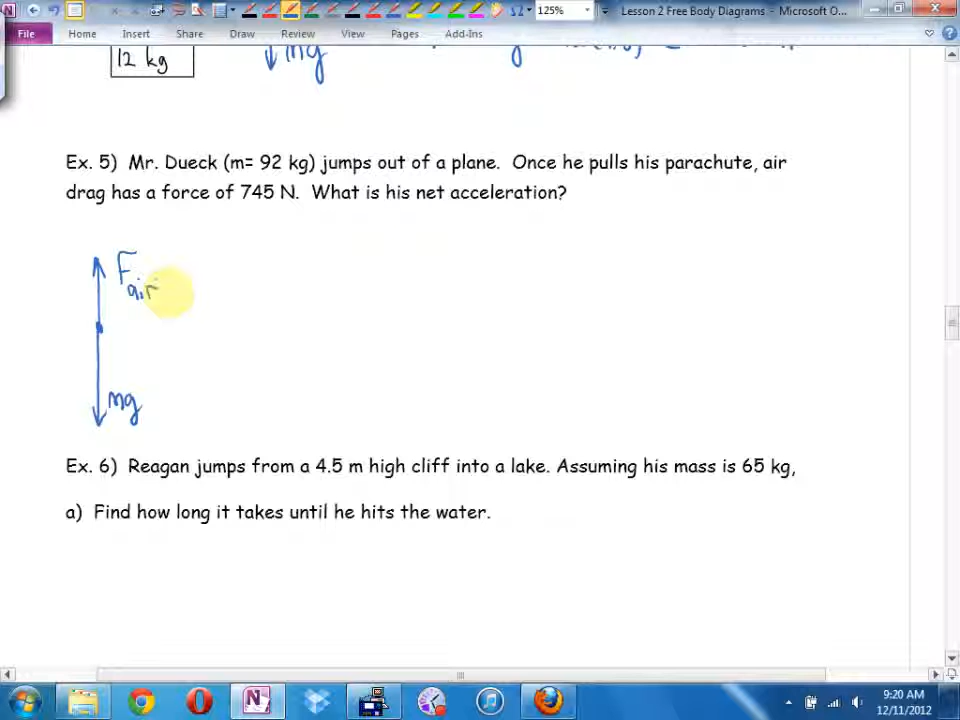 125%
Lesson 2 Free Body Diagrams - Microsoft O...
File Home Insert Share Draw Review View Pages Add-Ins
12 kg
mg
Ex. 5) Mr. Dueck (m= 92 kg) jumps out of a plane. Once he pulls his parachute, air
drag has a force of 745 N. What is his net acceleration?
F air
mg
Ex. 6) Reagan jumps from a 4.5 m high cliff into a lake. Assuming his mass is 65 kg,
a) Find how long it takes until he hits the water.
9:20 AM
12/11/2012